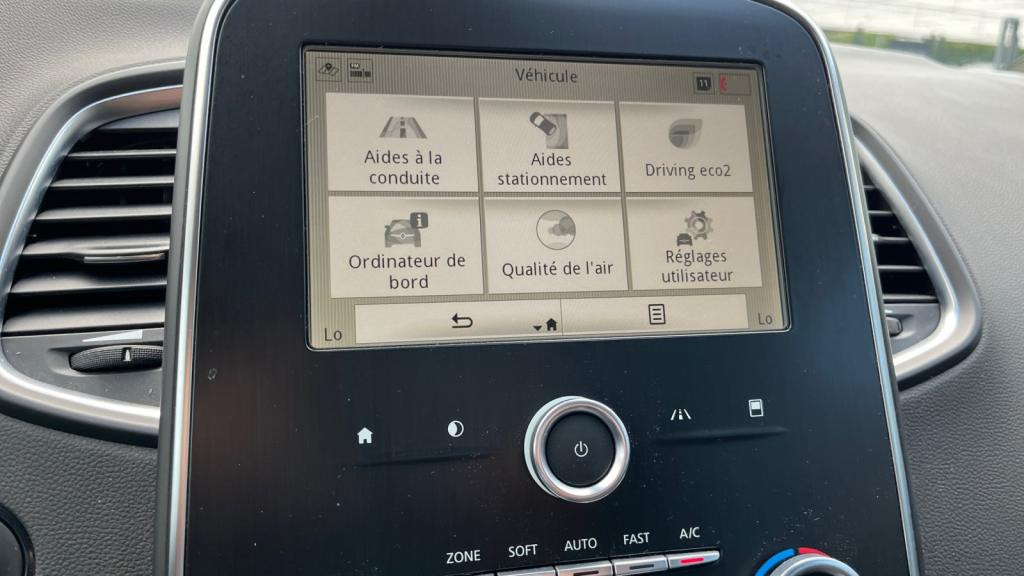 Véhicule
Aides à la
conduite
Aides
stationnement
Driving eco2
Ordinateur de
bord
Qualité de l'air
Réglages
utilisateur
Lo
Lo
ZONE SOFT AUTO FAST A/C